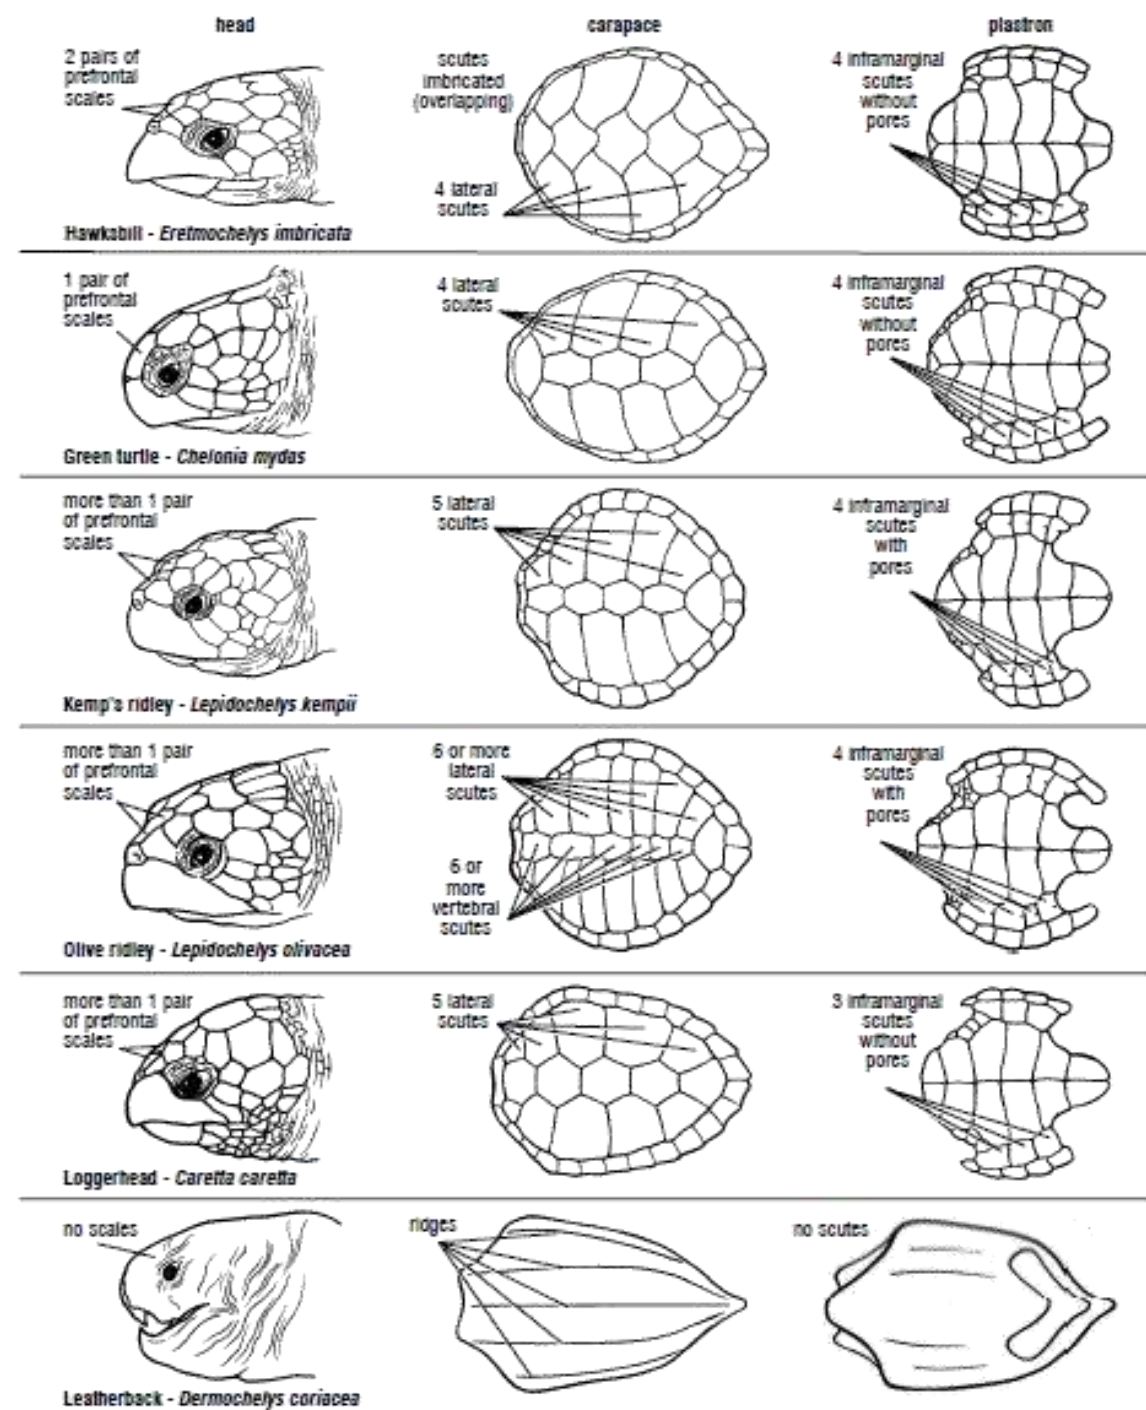 head
carapace
plastron
2 pairs of
prefrontal
scales
scutes
imbricated
(overlapping)
4 lateral
scutes
4 inframarginal
scutes
without
pores
Hawksbill - Eretmochelys imbricata
1 pair of
prefrontal
scales
4 lateral
scutes
4 inframarginal
scutes
without
pores
Green turtle - Chelonia mydas
more than 1 pair
of prefrontal
scales
5 lateral
scutes
4 inframarginal
scutes
with
pores
Kemp's ridley - Lepidochelys kempii
more than 1 pair
of prefrontal
scales
6 or more
lateral
scutes
6 or
more
vertebral
scutes
4 inframarginal
scutes
with
pores
Olive ridley - Lepidochelys olivacea
more than 1 pair
of prefrontal
scales
5 lateral
scutes
3 inframarginal
scutes
without
pores
Loggerhead - Caretta caretta
no scales
ridges
no scutes
Leatherback - Dermochelys coriacea